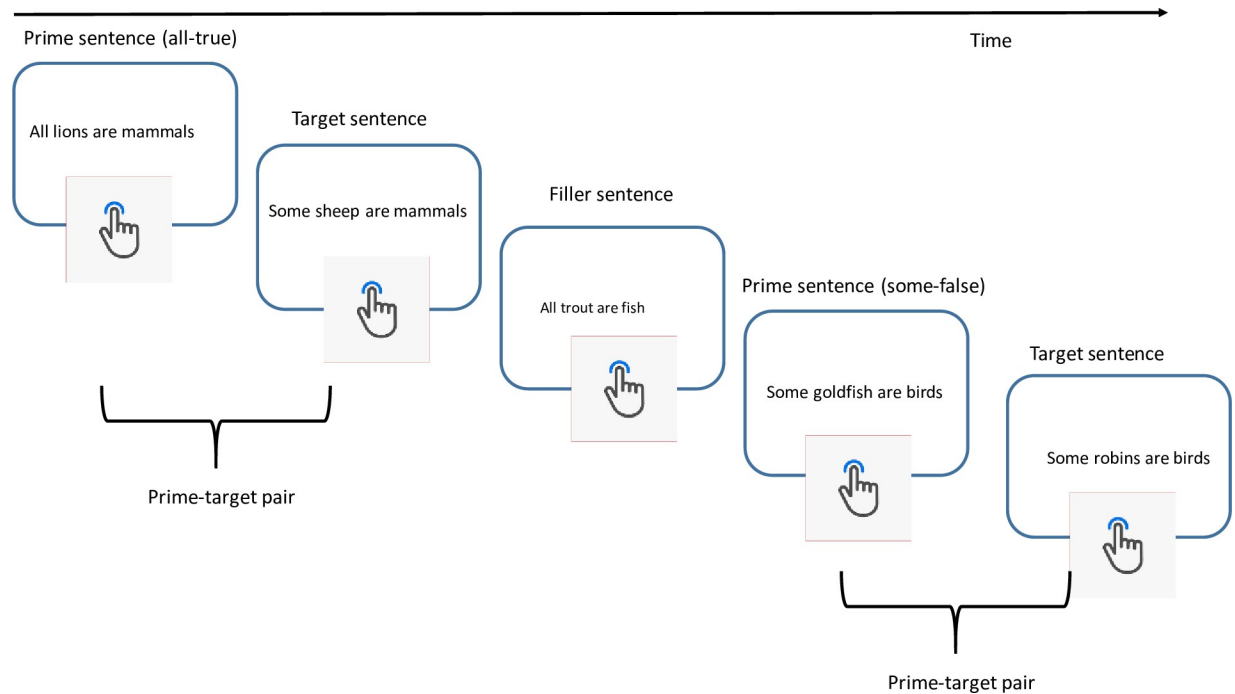 Prime sentence (all-true)
Time
All lions are mammals
Target sentence
Some sheep are mammals
Filler sentence
All trout are fish
Prime sentence (some-false)
Some goldfish are birds
Target sentence
Some robins are birds
Prime-target pair
Prime-target pair